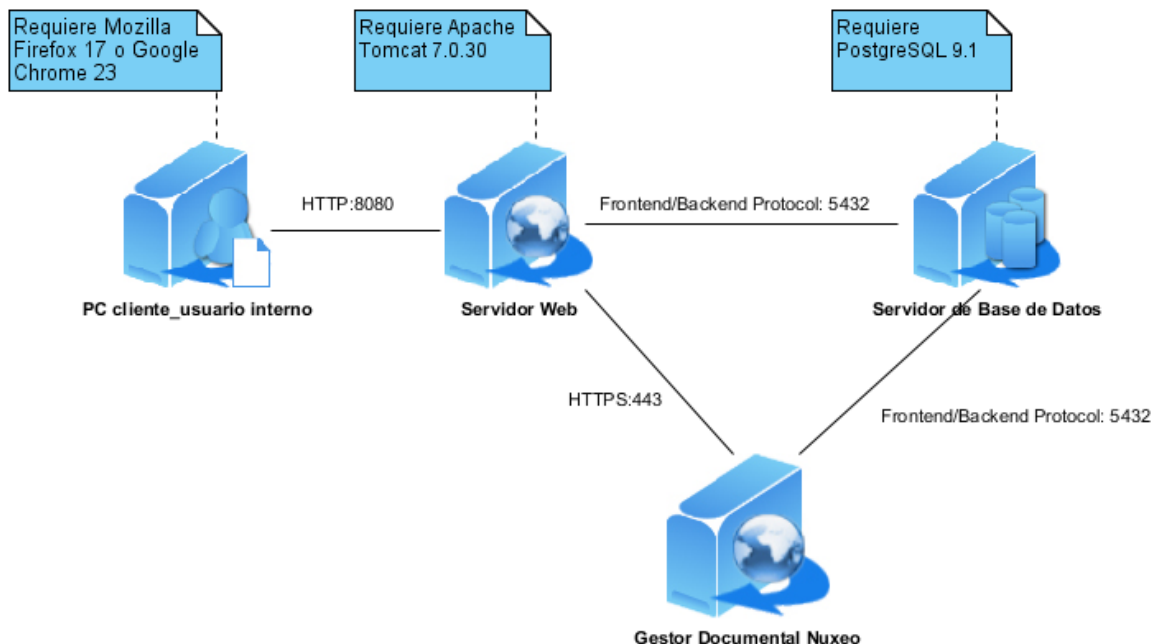 Requiere Mozilla
Firefox 17 o Google
Chrome 23
Requiere Apache
Tomcat 7.0.30
Requiere
PostgreSQL 9.1
HTTP:8080
Frontend/Backend Protocol: 5432
PC cliente_usuario interno
Servidor Web
Servidor de Base de Datos
HTTPS:443
Frontend/Backend Protocol: 5432
Gestor Documental Nuxeo